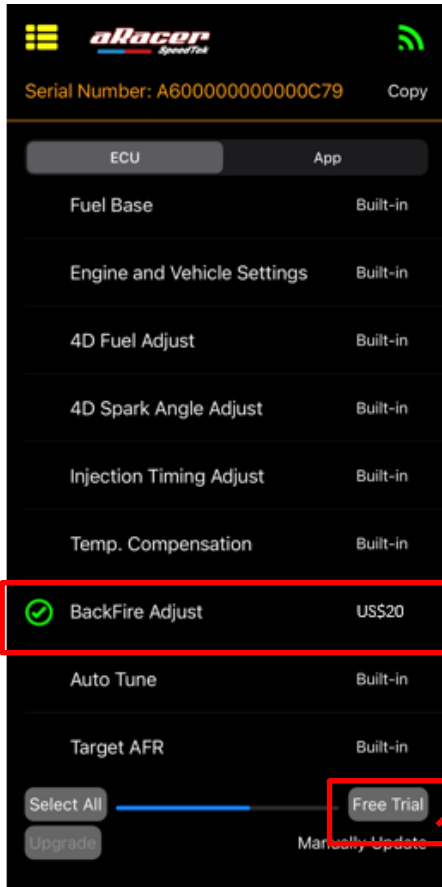 aRacer
SpeedTek
Serial Number: A600000000000C79 Copy
ECU App
Fuel Base Built-in
Engine and Vehicle Settings Built-in
4D Fuel Adjust Built-in
4D Spark Angle Adjust Built-in
Injection Timing Adjust Built-in
Temp. Compensation Built-in
BackFire Adjust US$20
Auto Tune Built-in
Target AFR Built-in
Select All Free Trial
Upgrade Manually Update